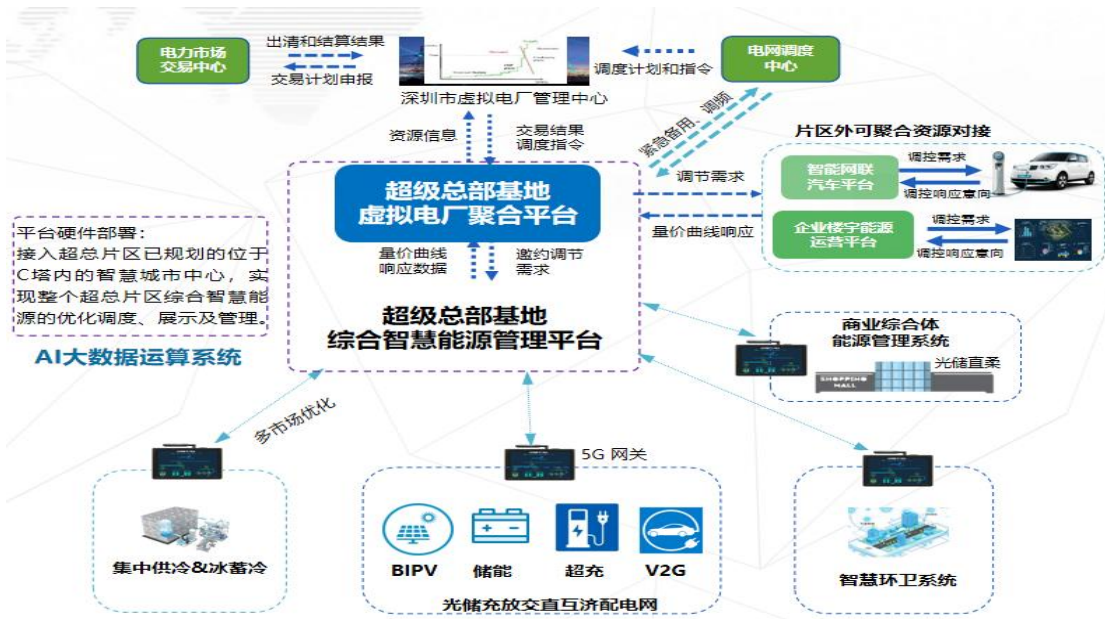 电力市场
交易中心
出清和结算结果
交易计划申报
深圳市虚拟电厂管理中心
调度计划和指令
电网调度
中心
资源信息
交易结果
调度指令
紧急备用、调频
片区外可聚合资源对接
超级总部基地
虚拟电厂聚合平台
调节需求
量价曲线响应
智能网联
汽车平台
调控需求
调控响应意向
企业楼宇能源
运营平台
调控需求
调控响应意向
平台硬件部署：
接入超总片区已规划的位于
C塔内的智慧城市中心，实
现整个超总片区综合智慧能
源的优化调度、展示及管理。
AI大数据运算系统
量价曲线
响应数据
邀约调节
需求
超级总部基地
综合智慧能源管理平台
商业综合体
能源管理系统
光储直柔
SHOPPING
MALL
多市场优化
5G 网关
集中供冷&冰蓄冷
BIPV
储能
超充
V2G
光储充放交直互济配电网
智慧环卫系统